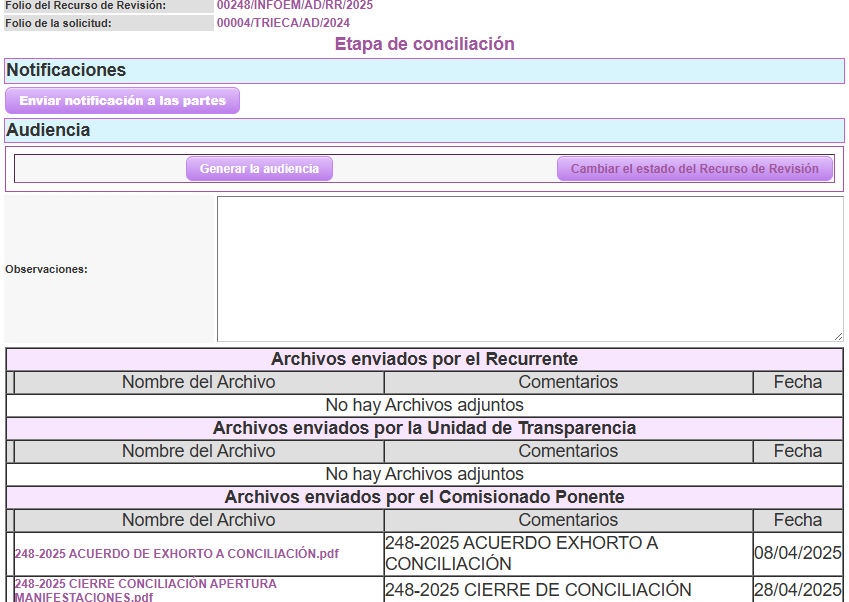 Folio del Recurso de Revisión: 00248/INFOEM/AD/RR/2025
Folio de la solicitud: 00004/TRIECA/AD/2024
Etapa de conciliación
Notificaciones
Enviar notificación a las partes
Audiencia
Generar la audiencia Cambiar el estado del Recurso de Revisión
Observaciones:
Archivos enviados por el Recurrente
Nombre del Archivo Comentarios Fecha
No hay Archivos adjuntos
Archivos enviados por la Unidad de Transparencia
Nombre del Archivo Comentarios Fecha
No hay Archivos adjuntos
Archivos enviados por el Comisionado Ponente
Nombre del Archivo Comentarios Fecha
248-2025 ACUERDO DE EXHORTO A CONCILIACIÓN.pdf 248-2025 ACUERDO EXHORTO A
CONCILIACIÓN 08/04/2025
248-2025 CIERRE CONCILIACIÓN APERTURA
MANIFESTACIONES.pdf 248-2025 CIERRE DE CONCILIACIÓN 28/04/2025